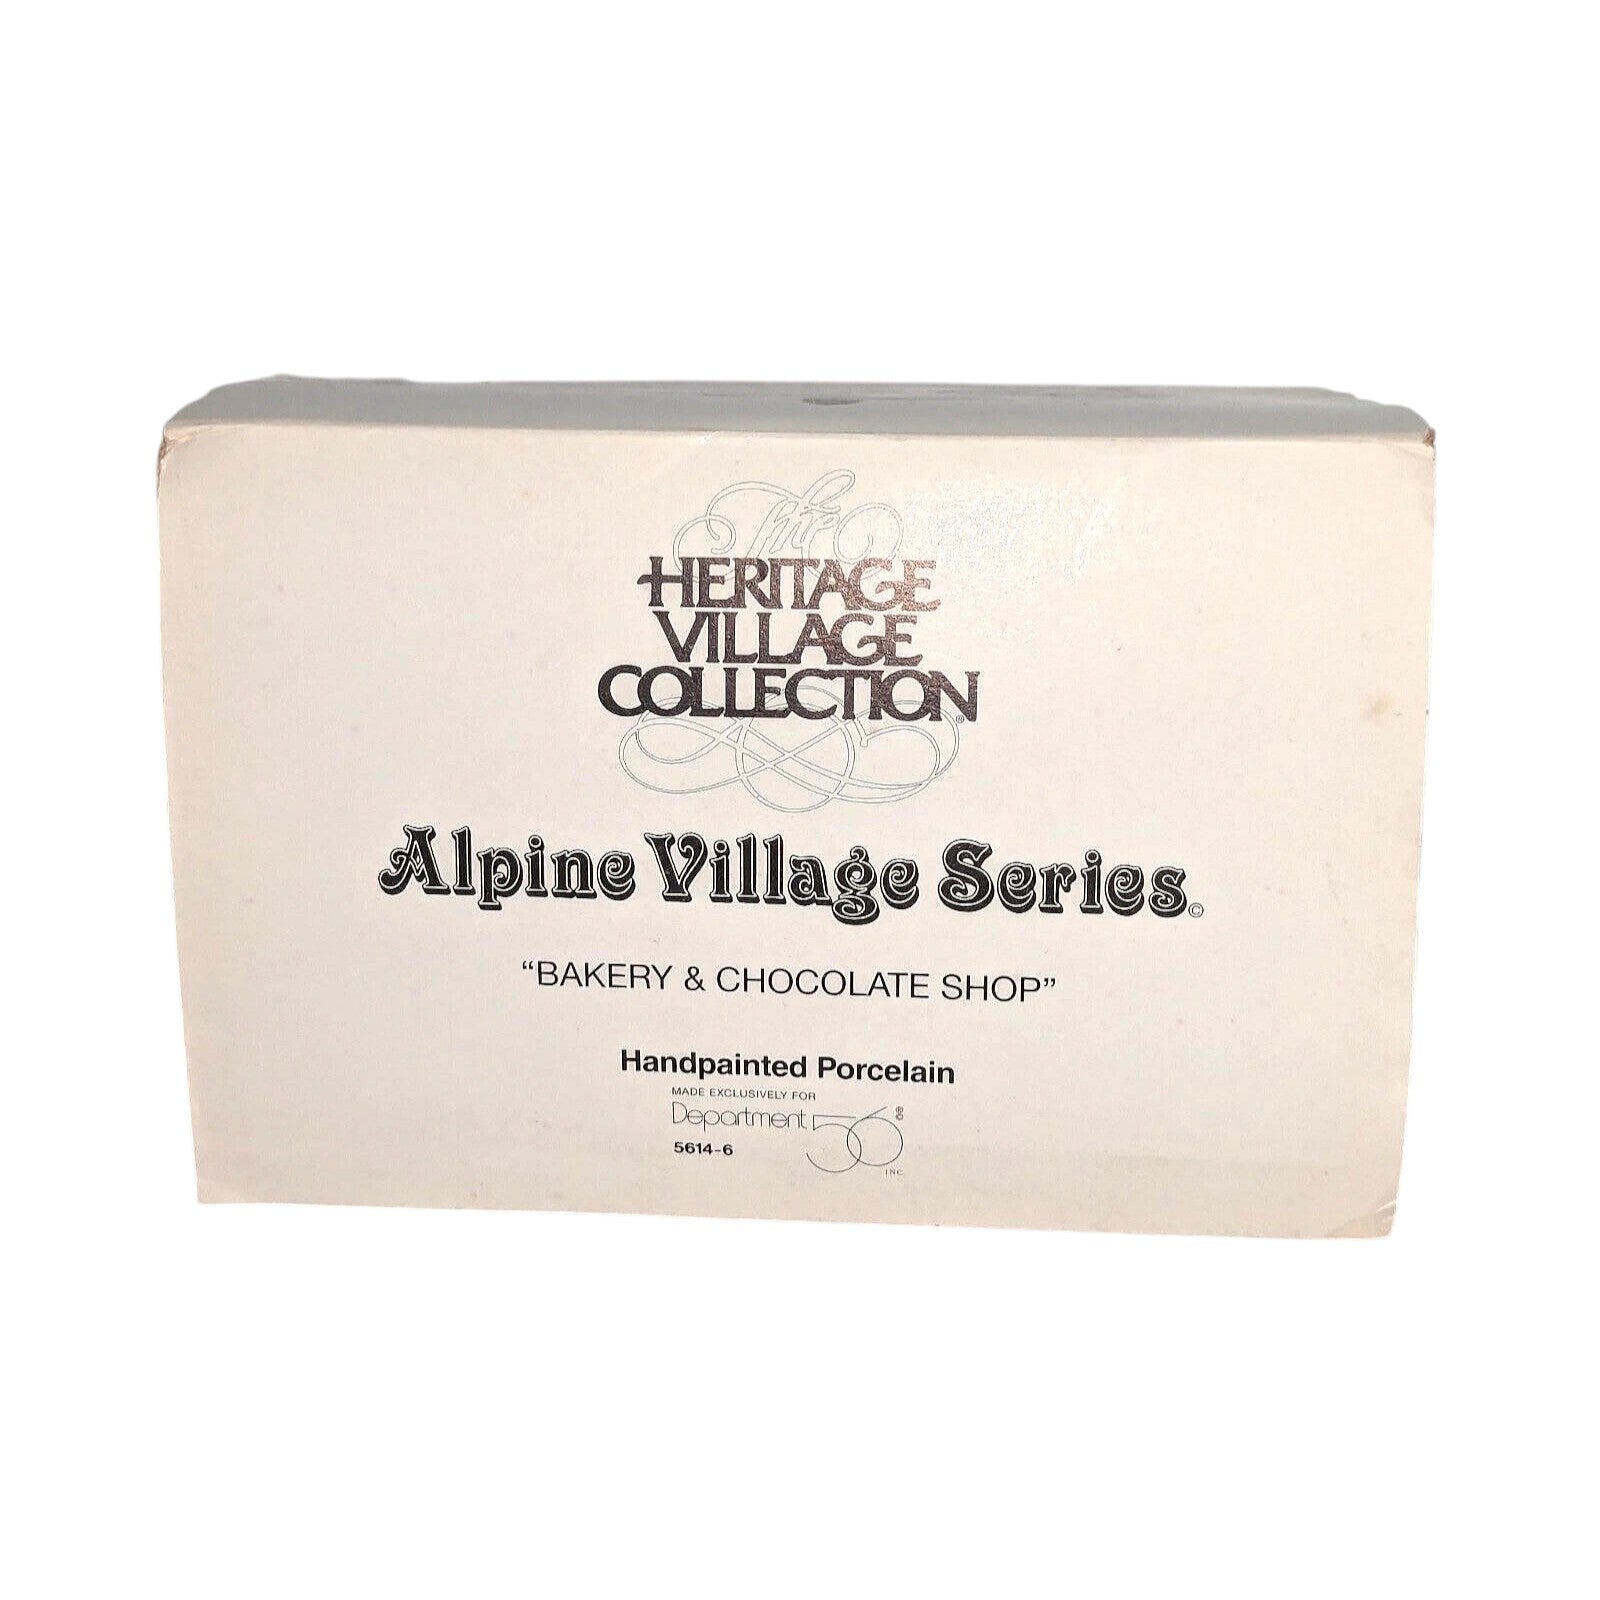 The
HERITAGE
VILLAGE
COLLECTION®
Alpine Village Series©
“BAKERY & CHOCOLATE SHOP”
Handpainted Porcelain
MADE EXCLUSIVELY FOR
Department 56®©
5614-6
INC.